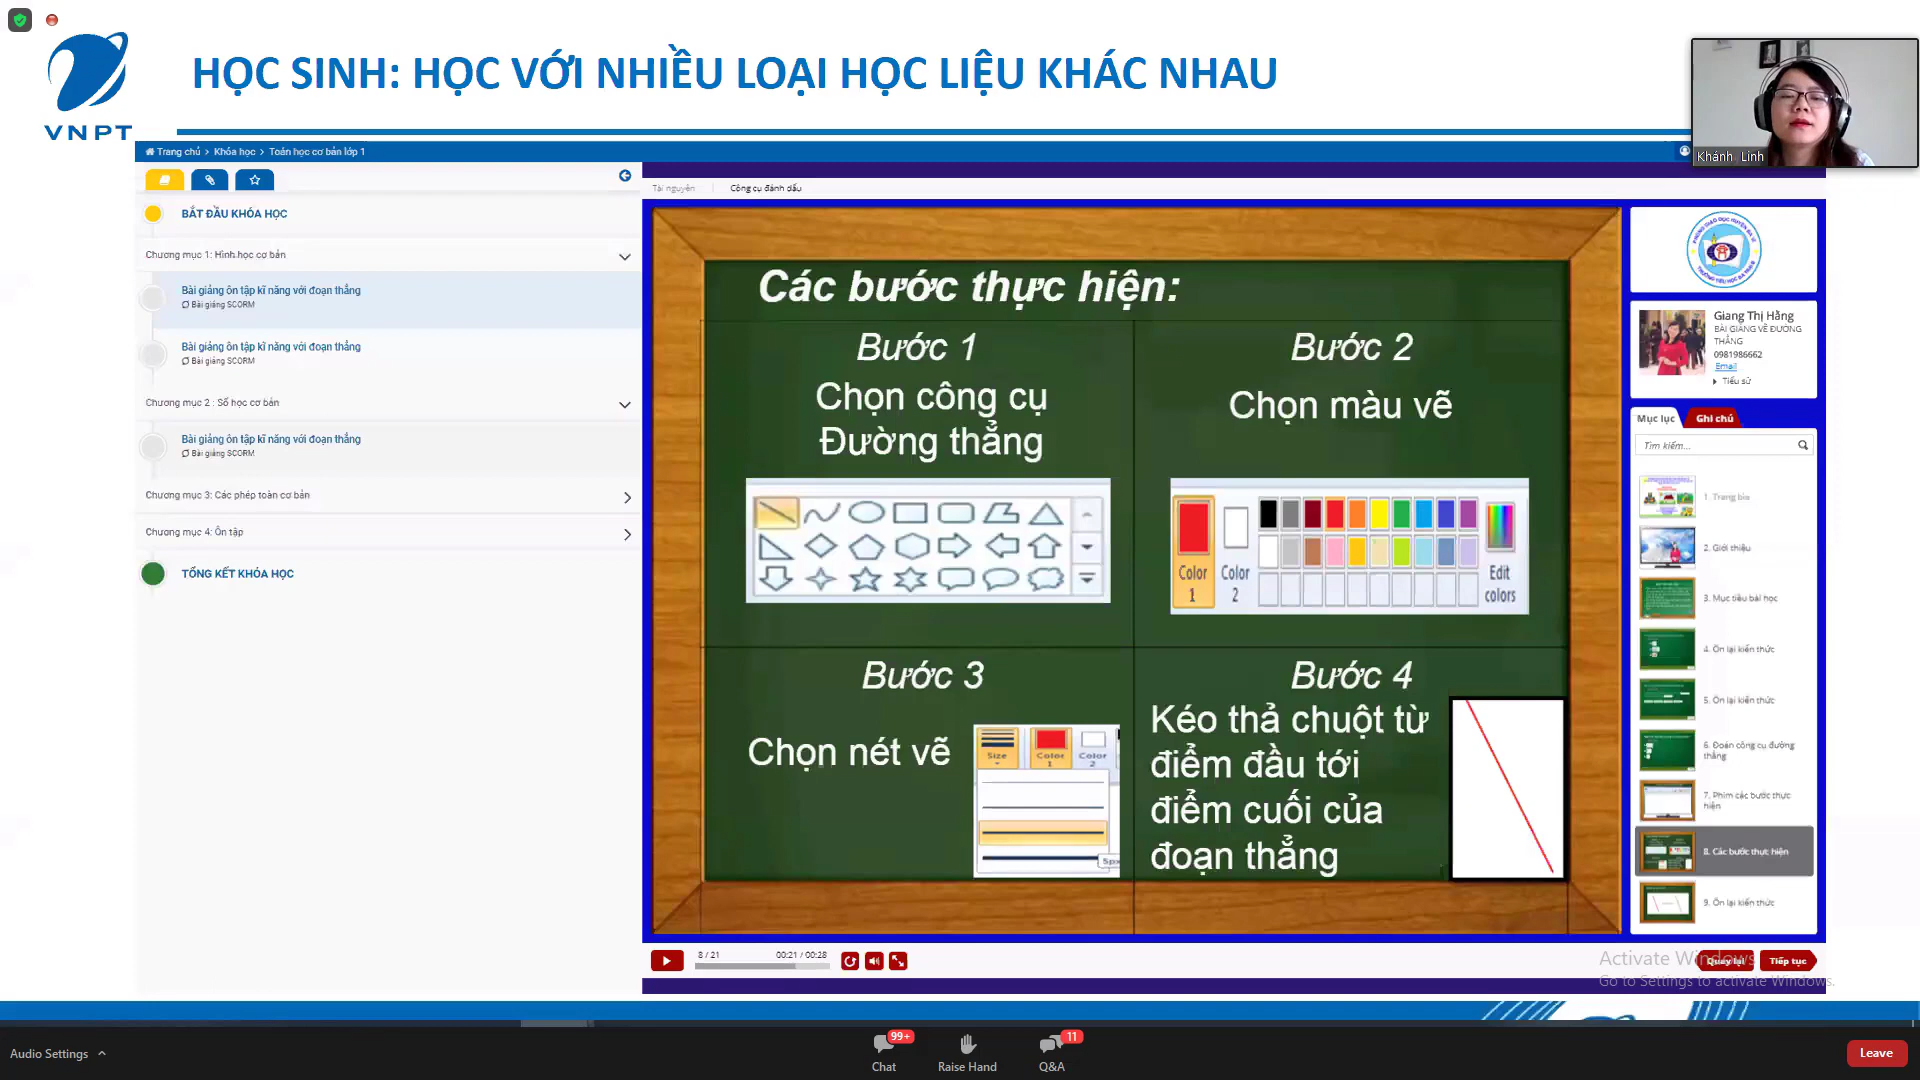 HỌC SINH: HỌC VỚI NHIỀU LOẠI HỌC LIỆU KHÁC NHAU
VNPT
Khánh Linh
Trang chủ > Khóa học > Toán học cơ bản lớp 1
BẮT ĐẦU KHÓA HỌC
Chương mục 1: Hình học cơ bản
Bài giảng ôn tập kĩ năng với đoạn thẳng
Bài giảng SCORM
Bài giảng ôn tập kĩ năng với đoạn thẳng
Bài giảng SCORM
Chương mục 2 : Số học cơ bản
Bài giảng ôn tập kĩ năng với đoạn thẳng
Bài giảng SCORM
Chương mục 3: Các phép toán cơ bản
Chương mục 4: Ôn tập
TỔNG KẾT KHÓA HỌC
Tài nguyên
Công cụ đánh dấu
Các bước thực hiện:
Bước 1
Chọn công cụ
Đường thẳng
Bước 2
Chọn màu vẽ
Color 1
Color 2
Edit colors
Bước 3
Chọn nét vẽ
Size
Color 1
Color 2
5px
Bước 4
Kéo thả chuột từ
điểm đầu tới
điểm cuối của
đoạn thẳng
Giang Thị Hằng
BÀI GIẢNG VẼ ĐƯỜNG
THẲNG
0981986662
Email
Tiểu sử
Mục lục
Ghi chú
Tìm kiếm...
1 Trang bìa
2. Giới thiệu
3. Mục tiêu bài học
4. Ôn lại kiến thức
5. Ôn lại kiến thức
6. Đoán công cụ đường
thẳng
7. Phim các bước thực
hiện
8. Các bước thực hiện
9. Ôn lại kiến thức
8 / 21
00:21 / 00:28
Quay lại
Tiếp tục
Activate Windows
Go to Settings to activate Windows.
Audio Settings
99+
Chat
Raise Hand
11
Q&A
Leave